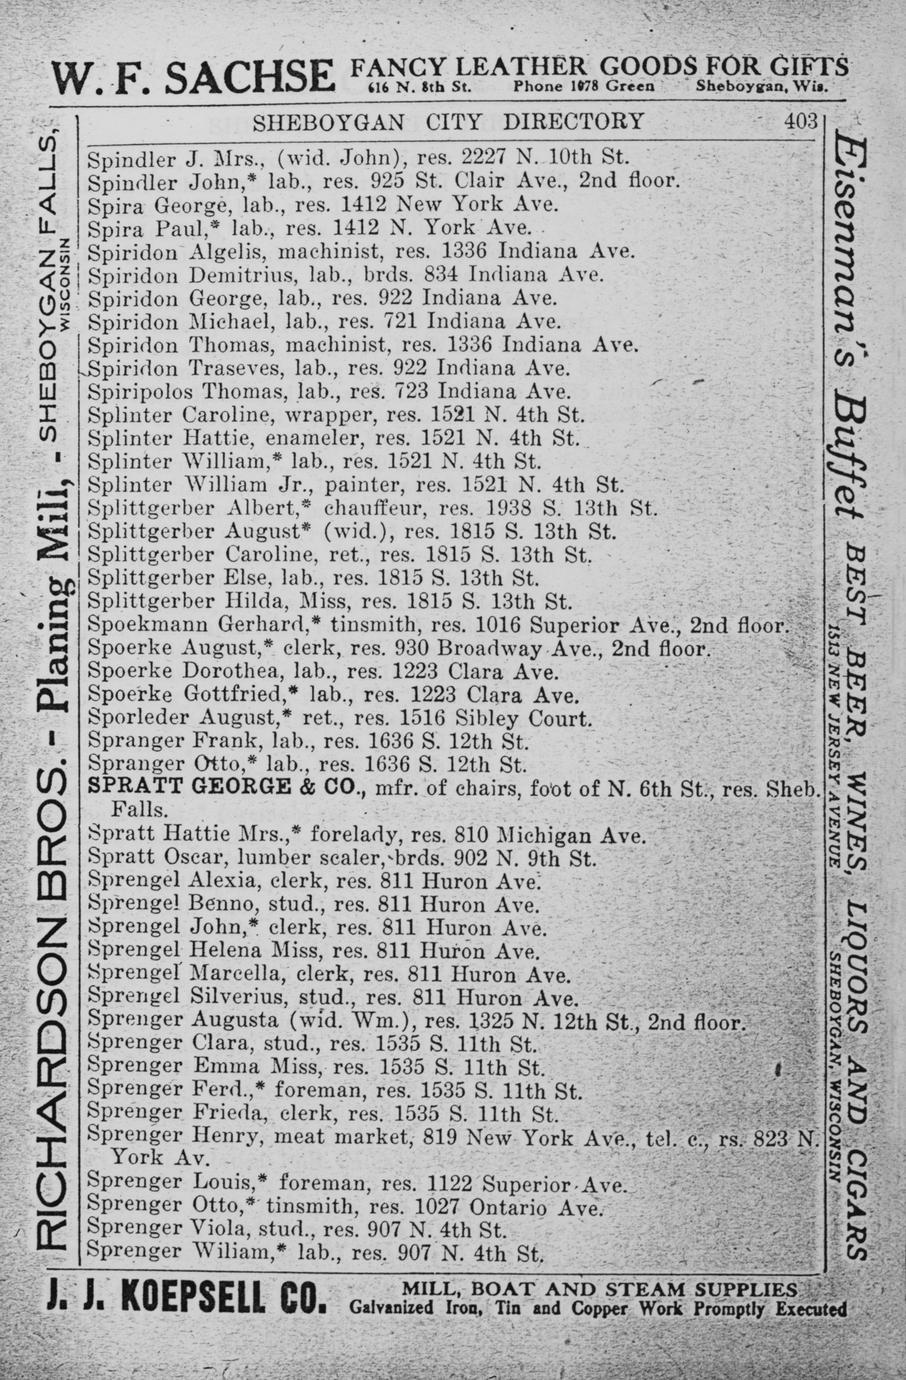 W. F. SACHSE FANCY LEATHER GOODS FOR GIFTS
616 N. 8th St. Phone 1078 Green Sheboygan, Wis.
SHEBOYGAN CITY DIRECTORY 403
Spindler J. Mrs., (wid. John), res. 2227 N. 10th St.
Spindler John,* lab., res. 925 St. Clair Ave., 2nd floor.
Spira George, lab., res. 1412 New York Ave.
Spira Paul,* lab., res. 1412 N. York Ave.
Spiridon Algelis, machinist, res. 1336 Indiana Ave.
Spiridon Demitrius, lab., brds. 834 Indiana Ave.
Spiridon George, lab., res. 922 Indiana Ave.
Spiridon Michael, lab., res. 721 Indiana Ave.
Spiridon Thomas, machinist, res. 1336 Indiana Ave.
Spiridon Traseves, lab., res. 922 Indiana Ave.
Spiripolos Thomas, lab., res. 723 Indiana Ave.
Splinter Caroline, wrapper, res. 1521 N. 4th St.
Splinter Hattie, enameler, res. 1521 N. 4th St.
Splinter William,* lab., res. 1521 N. 4th St.
Splinter William Jr., painter, res. 1521 N. 4th St.
Splittgerber Albert,* chauffeur, res. 1938 S. 13th St.
Splittgerber August* (wid.), res. 1815 S. 13th St.
Splittgerber Caroline, ret., res. 1815 S. 13th St.
Splittgerber Else, lab., res. 1815 S. 13th St.
Splittgerber Hilda, Miss, res. 1815 S. 13th St.
Spoekmann Gerhard,* tinsmith, res. 1016 Superior Ave., 2nd floor.
Spoerke August,* clerk, res. 930 Broadway Ave., 2nd floor.
Spoerke Dorothea, lab., res. 1223 Clara Ave.
Spoerke Gottfried,* lab., res. 1223 Clara Ave.
Sporleder August,* ret., res. 1516 Sibley Court.
Spranger Frank, lab., res. 1636 S. 12th St.
Spranger Otto,* lab., res. 1636 S. 12th St.
SPRATT GEORGE & CO., mfr. of chairs, foot of N. 6th St., res. Sheb.
Falls.
Spratt Hattie Mrs.,* forelady, res. 810 Michigan Ave.
Spratt Oscar, lumber scaler, brds. 902 N. 9th St.
Sprengel Alexia, clerk, res. 811 Huron Ave.
Sprengel Benno, stud., res. 811 Huron Ave.
Sprengel John,* clerk, res. 811 Huron Ave.
Sprengel Helena Miss, res. 811 Huron Ave.
Sprengel Marcella, clerk, res. 811 Huron Ave.
Sprengel Silverius, stud., res. 811 Huron Ave.
Sprenger Augusta (wid. Wm.), res. 1325 N. 12th St., 2nd floor.
Sprenger Clara, stud., res. 1535 S. 11th St.
Sprenger Emma Miss, res. 1535 S. 11th St.
Sprenger Ferd.,* foreman, res. 1535 S. 11th St.
Sprenger Frieda, clerk, res. 1535 S. 11th St.
Sprenger Henry, meat market, 819 New York Ave., tel. c., rs. 823 N.
York Av.
Sprenger Louis,* foreman, res. 1122 Superior Ave.
Sprenger Otto,* tinsmith, res. 1027 Ontario Ave.
Sprenger Viola, stud., res. 907 N. 4th St.
Sprenger Wiliam,* lab., res. 907 N. 4th St.
J. J. KOEPSELL CO. MILL, BOAT AND STEAM SUPPLIES
Galvanized Iron, Tin and Copper Work Promptly Executed
RICHARDSON BROS. - Planing Mill, - SHEBOYGAN FALLS,
WISCONSIN
Eisenman's Buffet BEST BEER, WINES, LIQUORS AND CIGARS
1513 NEW JERSEY AVENUE SHEBOYGAN, WISCONSIN